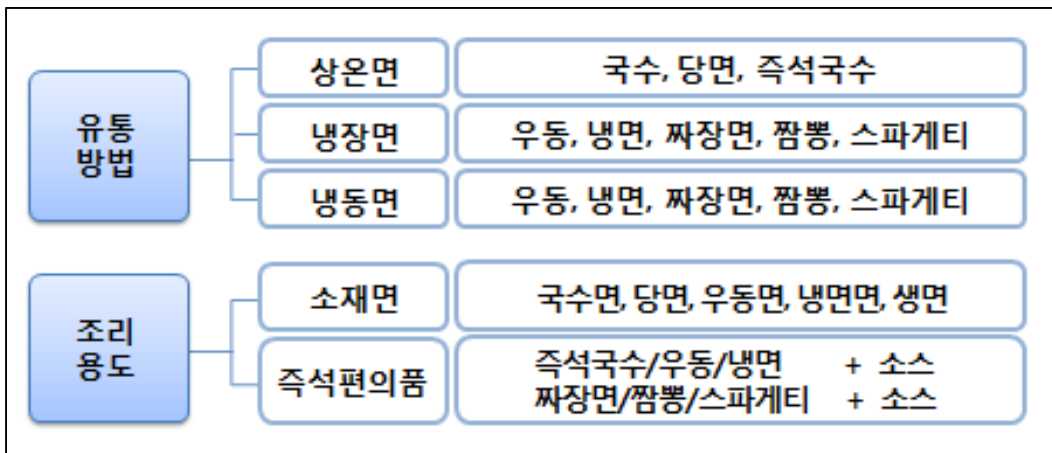 유통
방법
상온면
국수, 당면, 즉석국수
냉장면
우동, 냉면, 짜장면, 짬뽕, 스파게티
냉동면
우동, 냉면, 짜장면, 짬뽕, 스파게티
조리
용도
소재면
국수면, 당면, 우동면, 냉면면, 생면
즉석편의품
즉석국수/우동/냉면 + 소스
짜장면/짬뽕/스파게티 + 소스